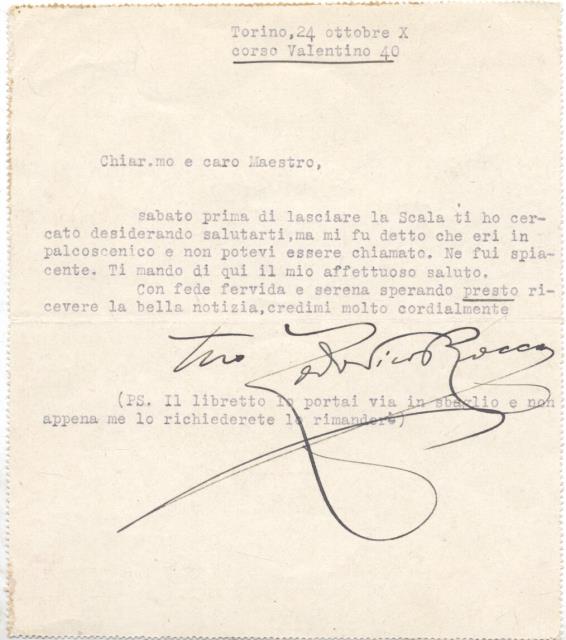 Torino,24 ottobre X
corso Valentino 40
Chiar.mo e caro Maestro,
sabato prima di lasciare la Scala ti ho cer-
cato desiderando salutarti,ma mi fu detto che eri in
palcoscenico e non potevi essere chiamato. Ne fui spia-
cente. Ti mando di qui il mio affettuoso saluto.
Con fede fervida e serena sperando presto ri-
cevere la bella notizia,credimi molto cordialmente
tuo Lodovico Rocca
(PS. Il libretto lo portai via in sbaglio e non
appena me lo richiederete lo rimanderò)